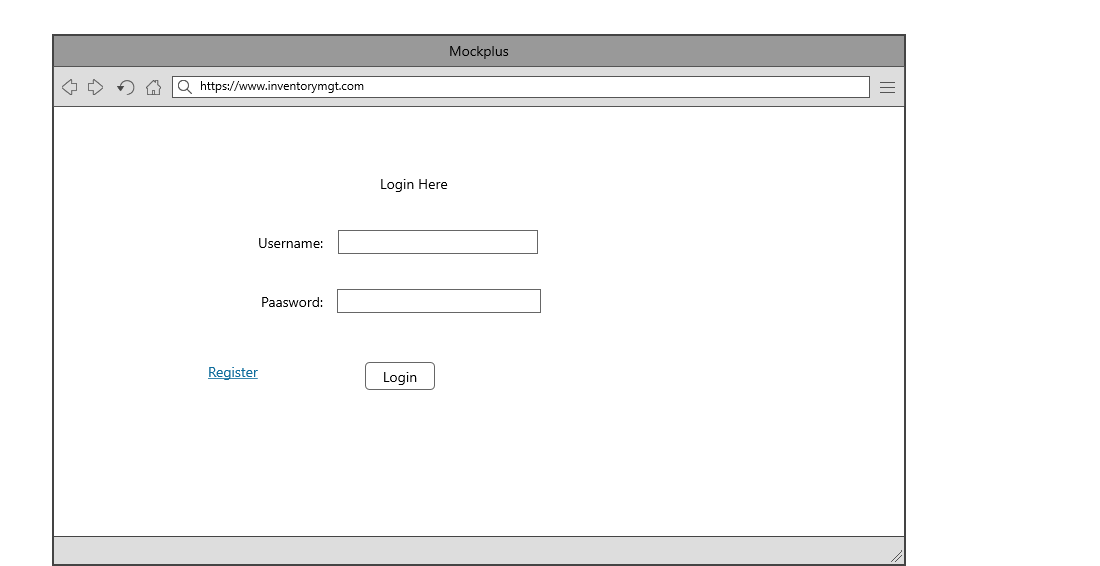 Mockplus
https://www.inventorymgt.com
Login Here
Username:
Paasword:
Register
Login